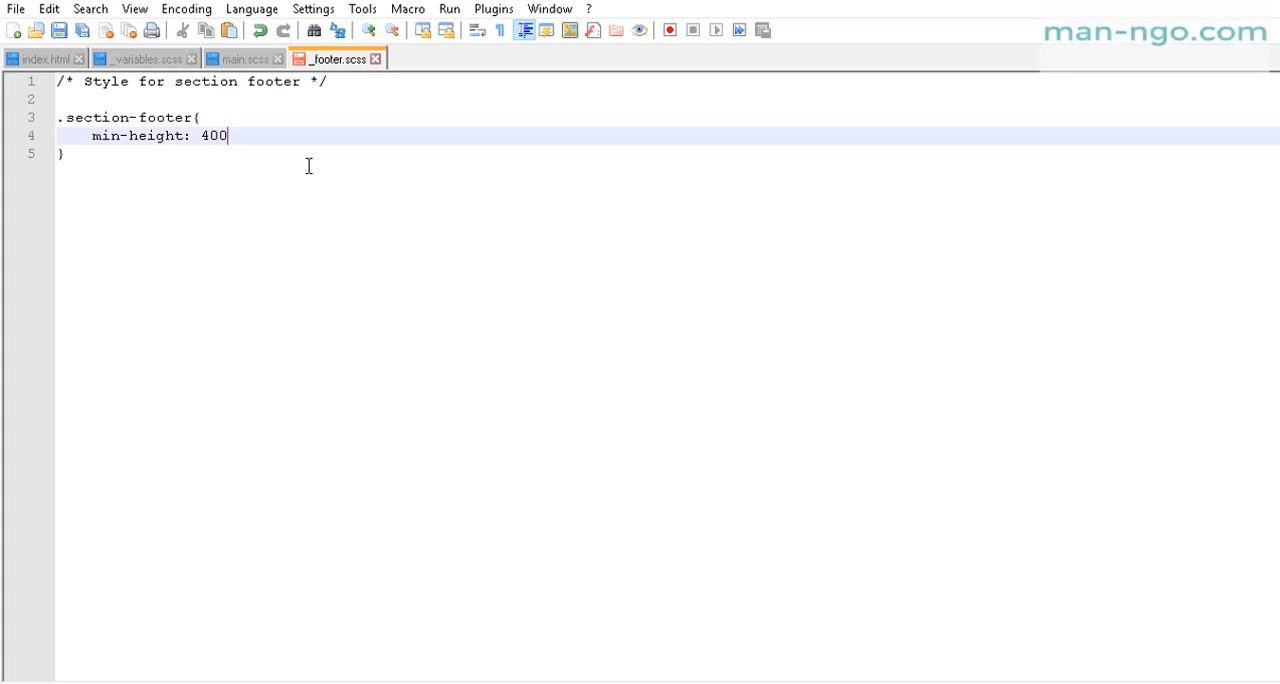 File Edit Search View Encoding Language Settings Tools Macro Run Plugins Window ?
man-ngo.com
index.html _variables.scss main.scss _footer.scss
1 /* Style for section footer */
2
3 .section-footer{
4 min-height: 400
5 }